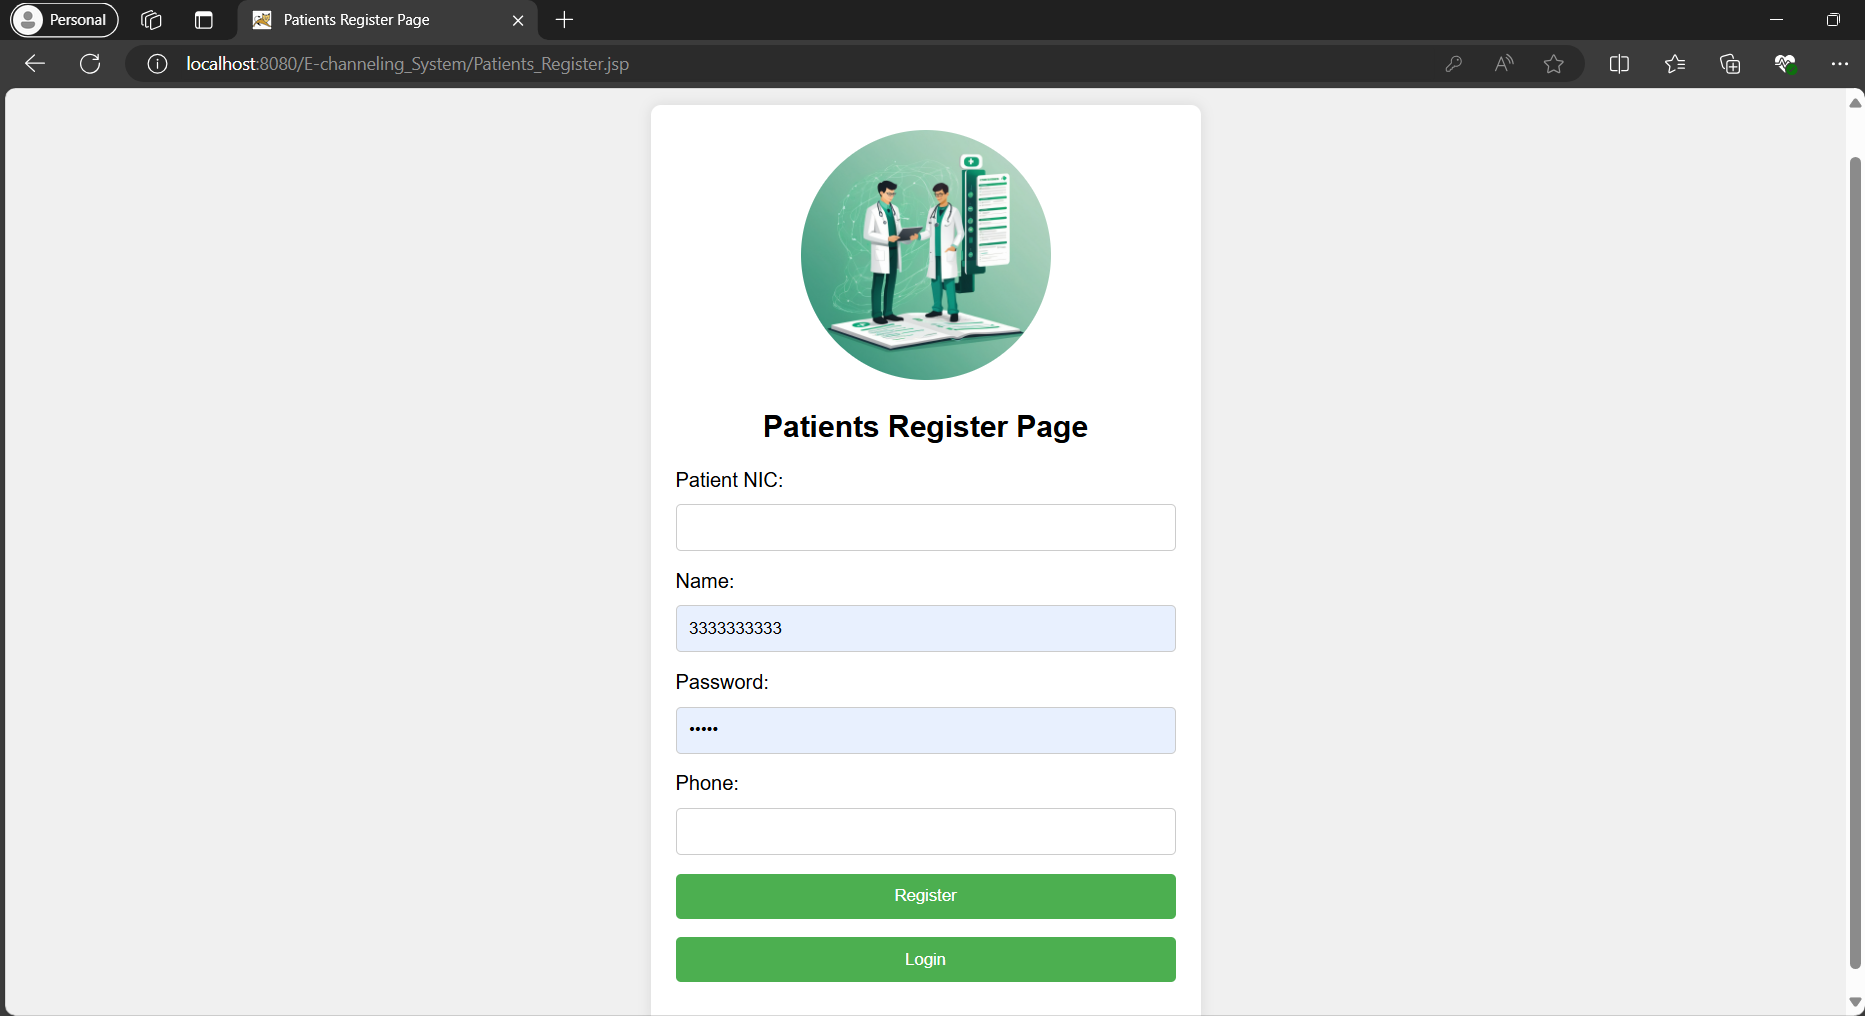 Personal
Patients Register Page
localhost:8080/E-channeling_System/Patients_Register.jsp
Patients Register Page
Patient NIC:
Name:
3333333333
Password:
•••••
Phone:
Register
Login